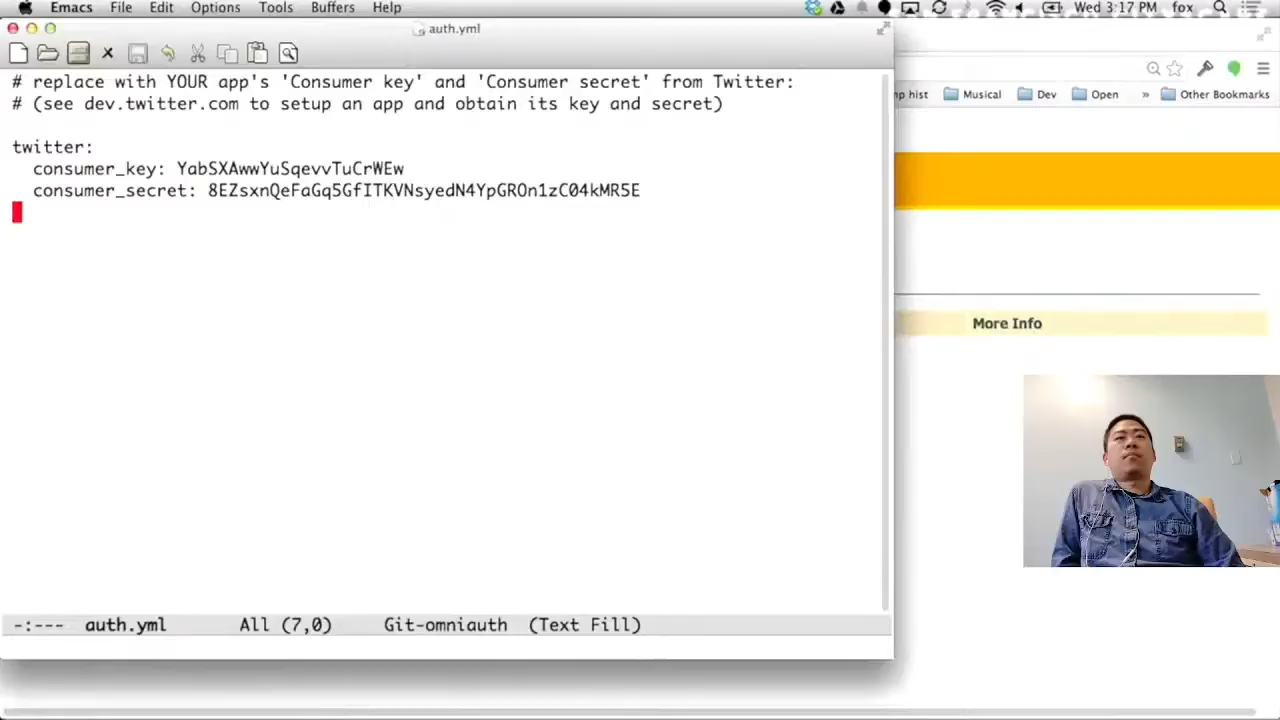 Emacs File Edit Options Tools Buffers Help
Wed 3:17 PM fox
auth.yml
# replace with YOUR app's 'Consumer key' and 'Consumer secret' from Twitter:
# (see dev.twitter.com to setup an app and obtain its key and secret)
twitter:
consumer_key: YabSXAwwYuSqevvTuCrWEw
consumer_secret: 8EZsxnQeFaGq5GfITKVNsyedN4YpGROn1zC04kMR5E
hist Musical Dev Open » Other Bookmarks
More Info
-:--- auth.yml All (7,0) Git-omniauth (Text Fill)